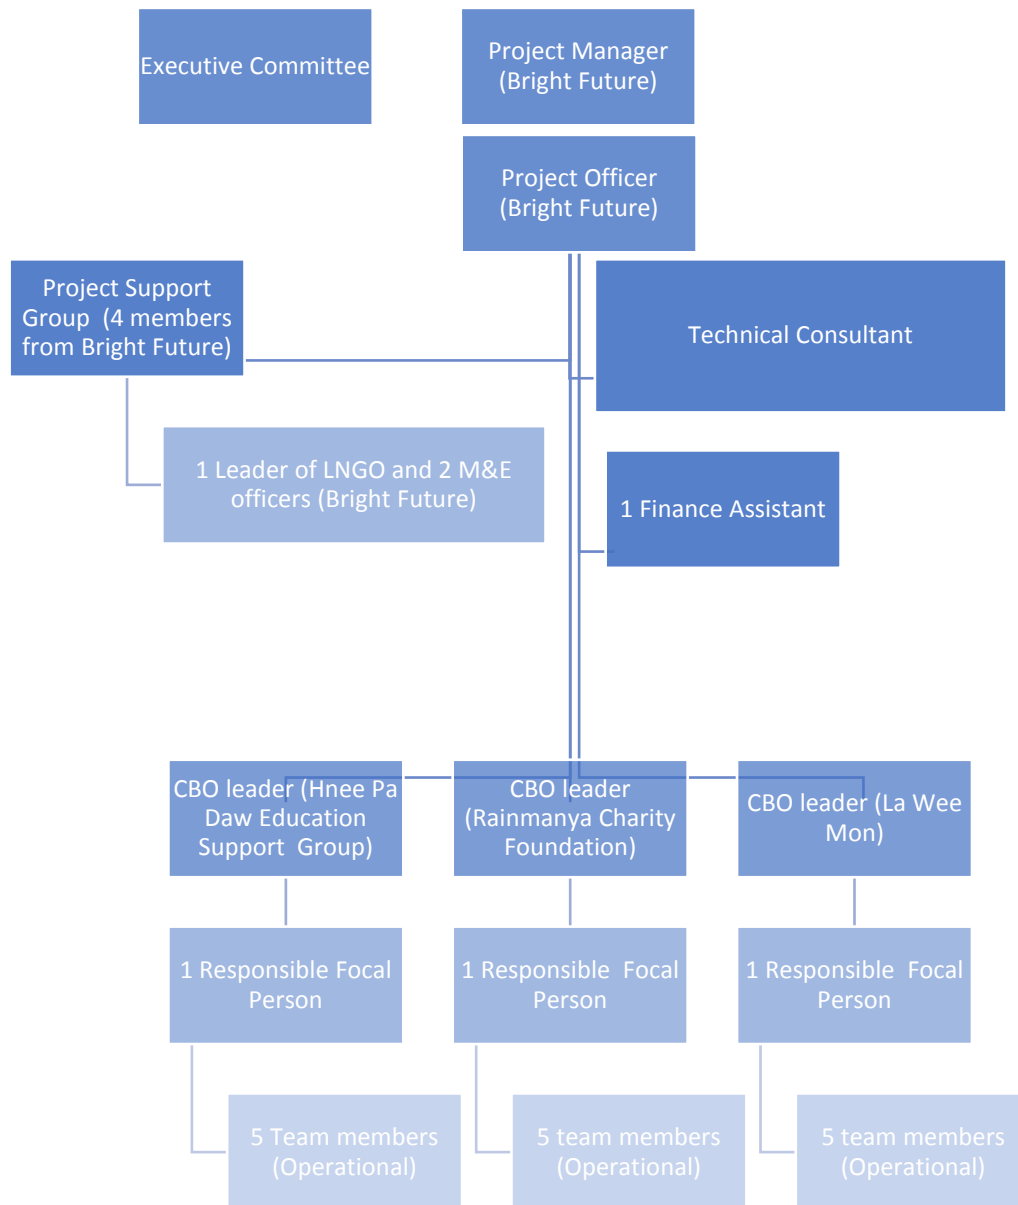 Executive Committee
Project Manager
(Bright Future)
Project Officer
(Bright Future)
Project Support
Group (4 members
from Bright Future)
Technical Consultant
1 Leader of LNGO and 2 M&E
officers (Bright Future)
1 Finance Assistant
CBO leader (Hnee Pa
Daw Education
Support Group)
CBO leader
(Rainmanya Charity
Foundation)
CBO leader (La Wee
Mon)
1 Responsible Focal
Person
1 Responsible Focal
Person
1 Responsible Focal
Person
5 Team members
(Operational)
5 team members
(Operational)
5 team members
(Operational)